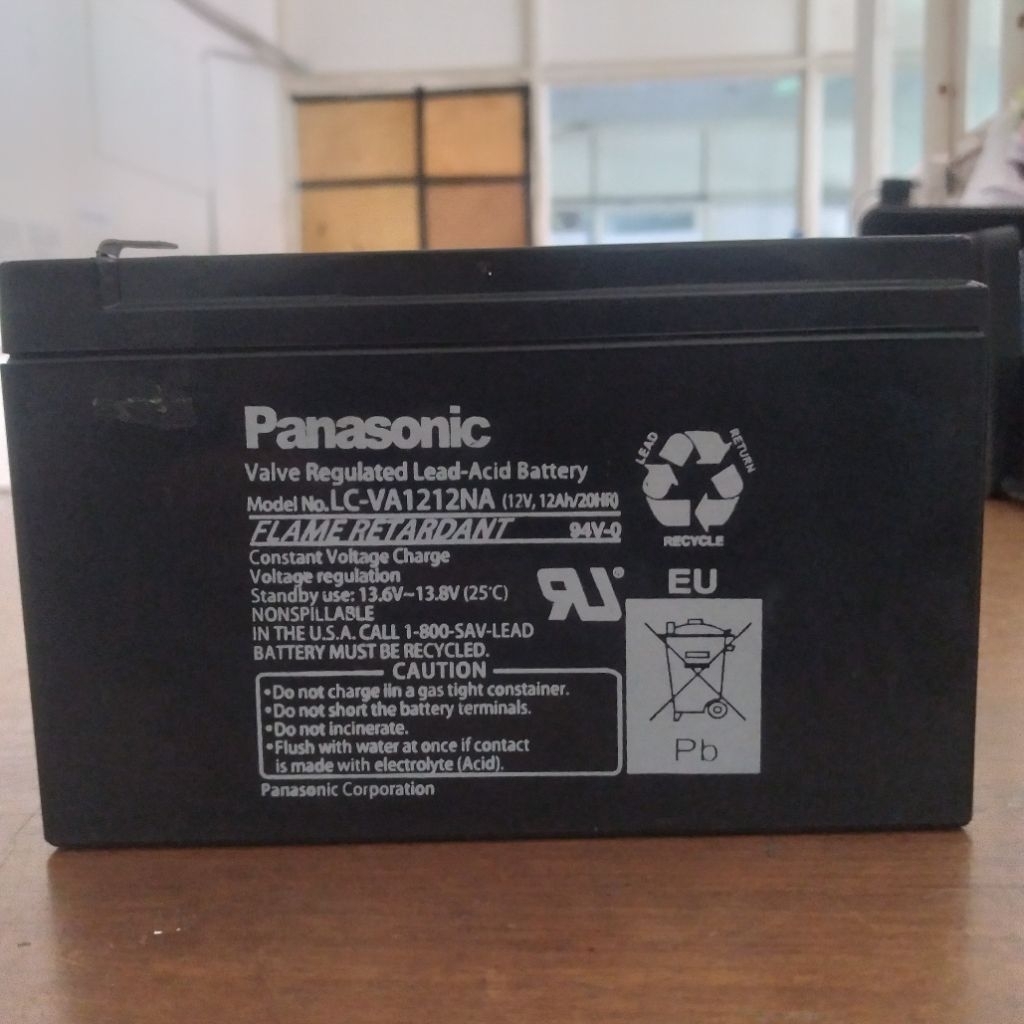 Panasonic
Valve Regulated Lead-Acid Battery
Model No. LC-VA1212NA (12V, 12Ah/20HR)
FLAME RETARDANT 94V-0
Constant Voltage Charge
Voltage regulation
Standby use: 13.6V~13.8V (25°C)
NONSPILLABLE
IN THE U.S.A. CALL 1-800-SAV-LEAD
BATTERY MUST BE RECYCLED.
CAUTION
•Do not charge iin a gas tight constainer.
•Do not short the battery terminals.
•Do not incinerate.
•Flush with water at once if contact
is made with electrolyte (Acid).
Panasonic Corporation
LEAD
RETURN
RECYCLE
RU®
EU
Pb